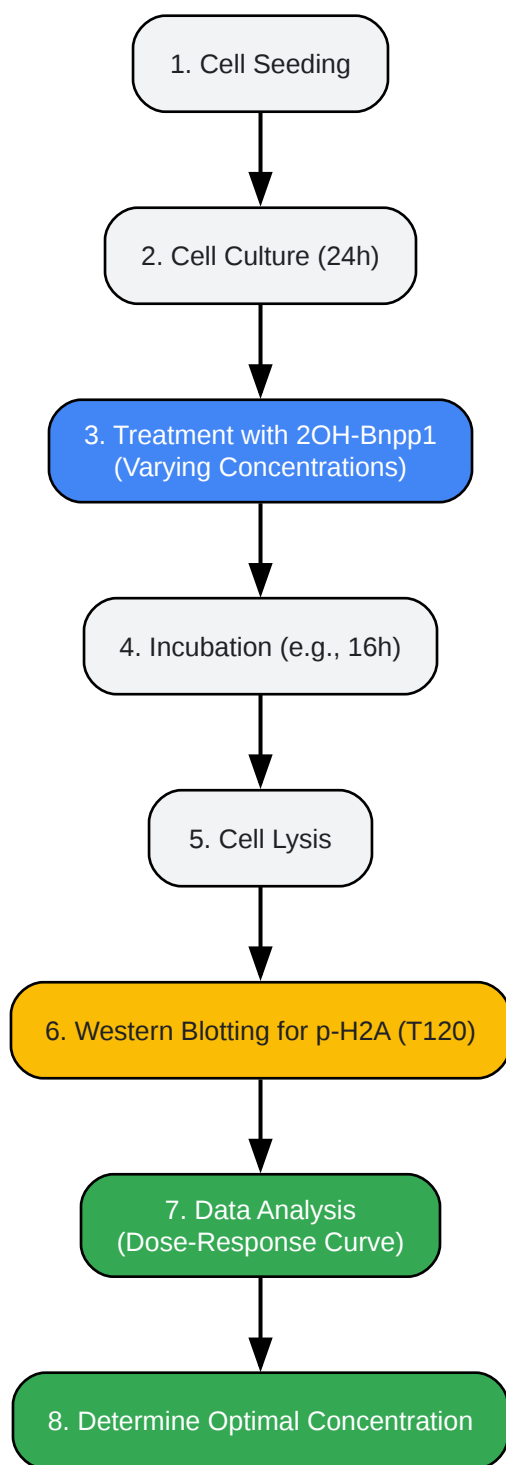 1. Cell Seeding
2. Cell Culture (24h)
3. Treatment with 2OH-Bnpp1
(Varying Concentrations)
4. Incubation (e.g., 16h)
5. Cell Lysis
6. Western Blotting for p-H2A (T120)
7. Data Analysis
(Dose-Response Curve)
8. Determine Optimal Concentration